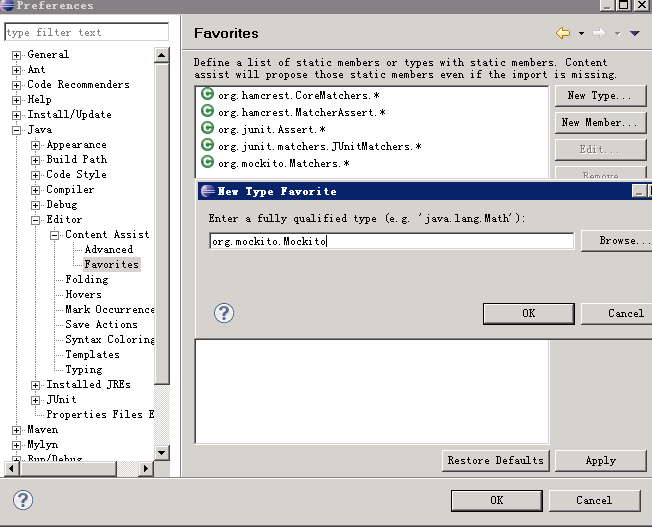 Preferences
type filter text
General
Ant
Code Recommenders
Help
Install/Update
Java
Appearance
Build Path
Code Style
Compiler
Debug
Editor
Content Assist
Advanced
Favorites
Folding
Hovers
Mark Occurrence
Save Actions
Syntax Coloring
Templates
Typing
Installed JREs
JUnit
Properties Files E
Maven
Mylyn
Run/Debug
Favorites
Define a list of static members or types with static members. Content
assist will propose those static members even if the import is missing.
org.hamcrest.CoreMatchers.*
org.hamcrest.MatcherAssert.*
org.junit.Assert.*
org.junit.matchers.JUnitMatchers.*
org.mockito.Matchers.*
New Type...
New Member...
Edit...
Remove
New Type Favorite
Enter a fully qualified type (e.g. 'java.lang.Math'):
org.mockito.Mockito
Browse...
OK
Cancel
Restore Defaults
Apply
OK
Cancel